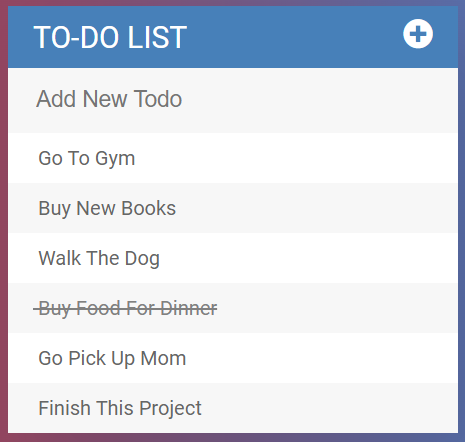 TO-DO LIST
Add New Todo
Go To Gym
Buy New Books
Walk The Dog
Buy Food For Dinner
Go Pick Up Mom
Finish This Project